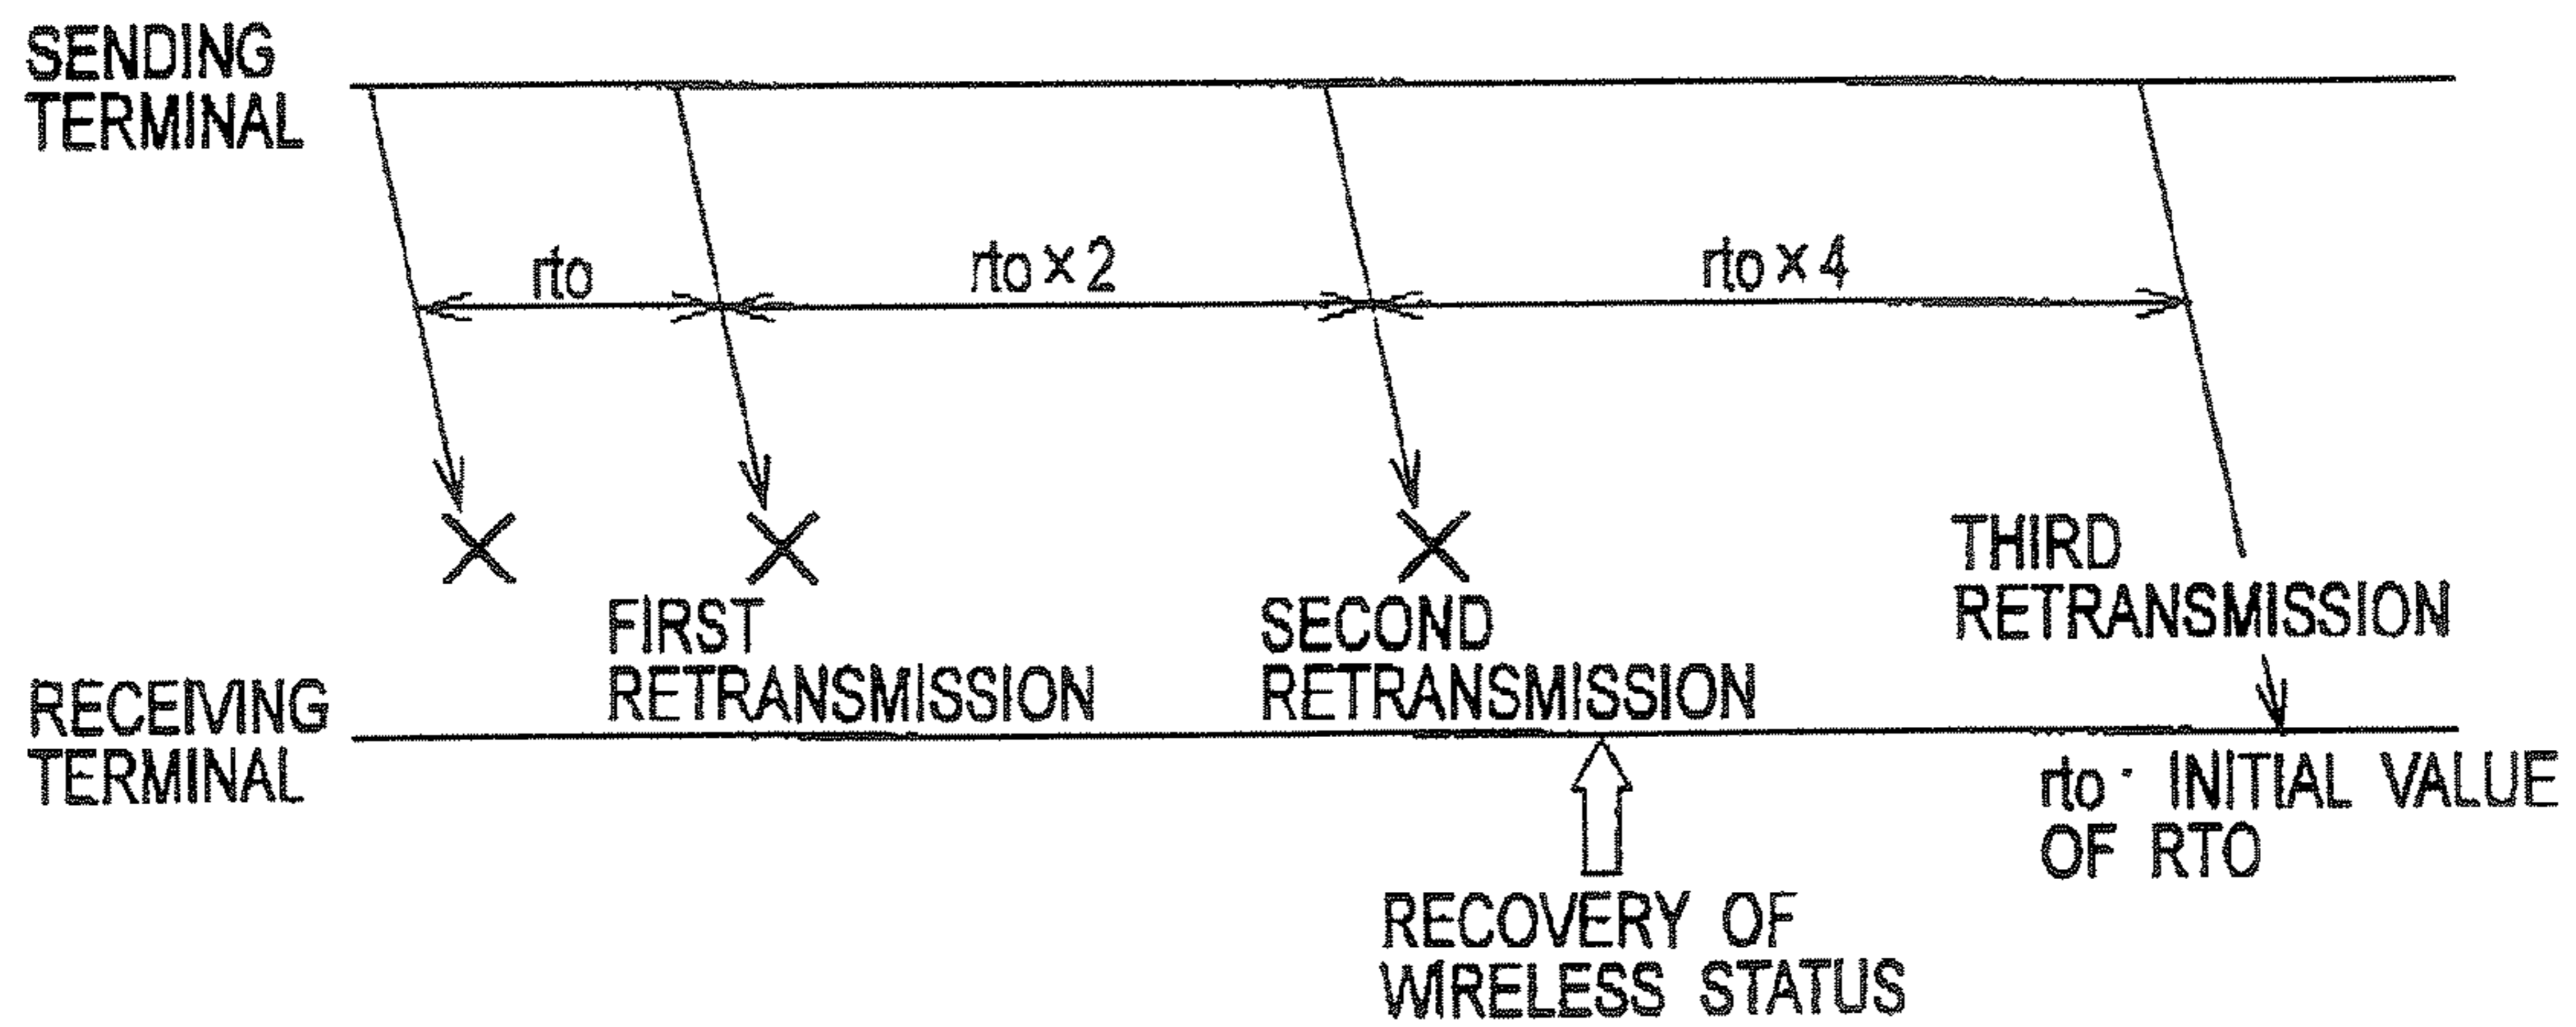 SENDING
TERMINAL
rto
rto × 2
rto × 4
FIRST
RETRANSMISSION
SECOND
RETRANSMISSION
THIRD
RETRANSMISSION
RECEIVING
TERMINAL
rto · INITIAL VALUE
OF RTO
RECOVERY OF
WIRELESS STATUS